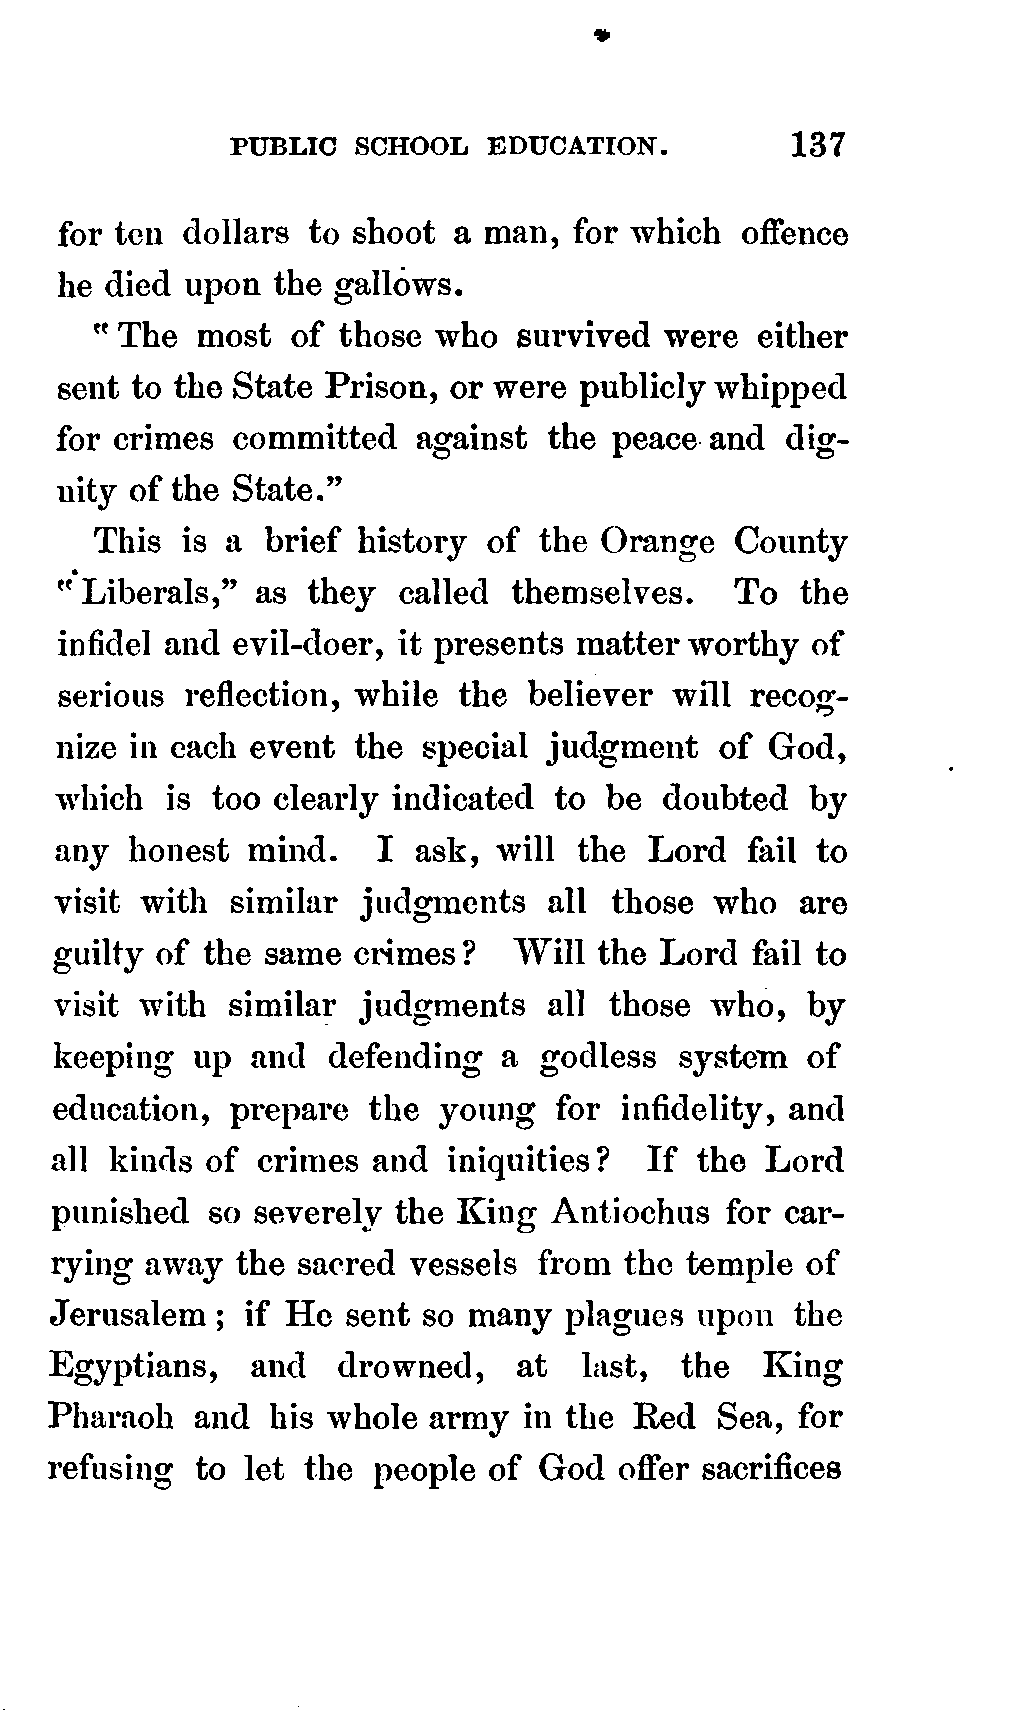 PUBLIC SCHOOL EDUCATION. 137
for ten dollars to shoot a man, for which offence
he died upon the gallows.
" The most of those who survived were either
sent to the State Prison, or were publicly whipped
for crimes committed against the peace and dig-
nity of the State."
This is a brief history of the Orange County
" Liberals," as they called themselves. To the
infidel and evil-doer, it presents matter worthy of
serious reflection, while the believer will recog-
nize in each event the special judgment of God,
which is too clearly indicated to be doubted by
any honest mind. I ask, will the Lord fail to
visit with similar judgments all those who are
guilty of the same crimes? Will the Lord fail to
visit with similar judgments all those who, by
keeping up and defending a godless system of
education, prepare the young for infidelity, and
all kinds of crimes and iniquities? If the Lord
punished so severely the King Antiochus for car-
rying away the sacred vessels from the temple of
Jerusalem; if He sent so many plagues upon the
Egyptians, and drowned, at last, the King
Pharaoh and his whole army in the Red Sea, for
refusing to let the people of God offer sacrifices